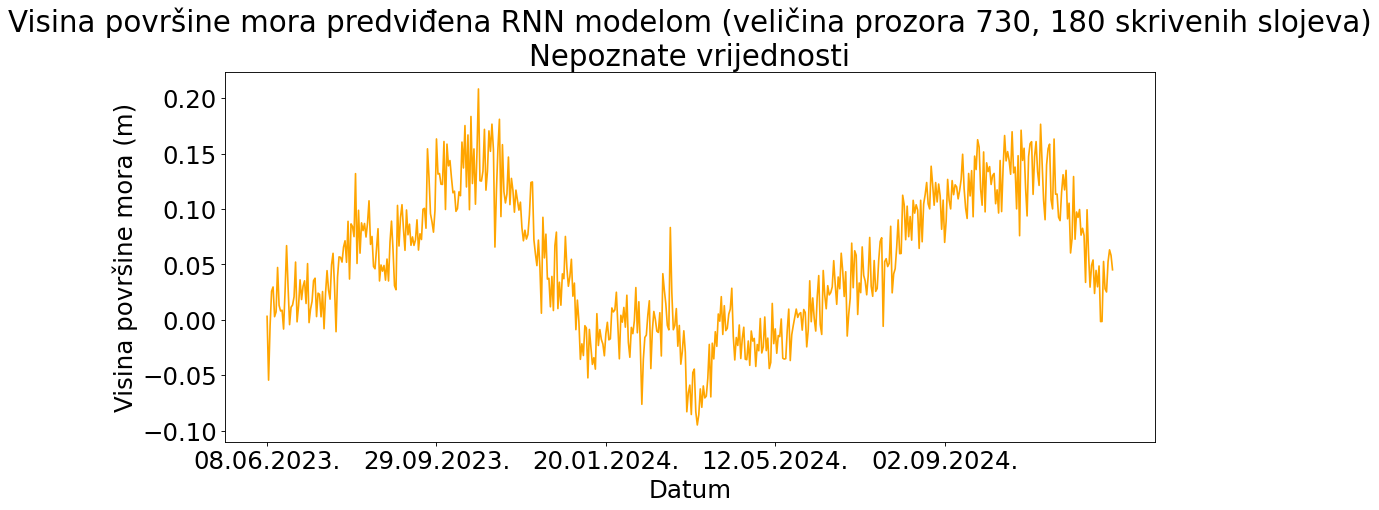 Visina površine mora predviđena RNN modelom (veličina prozora 730, 180 skrivenih slojeva)
Nepoznate vrijednosti
Visina površine mora (m)
0.20
0.15
0.10
0.05
0.00
−0.05
−0.10
08.06.2023. 29.09.2023. 20.01.2024. 12.05.2024. 02.09.2024.
Datum